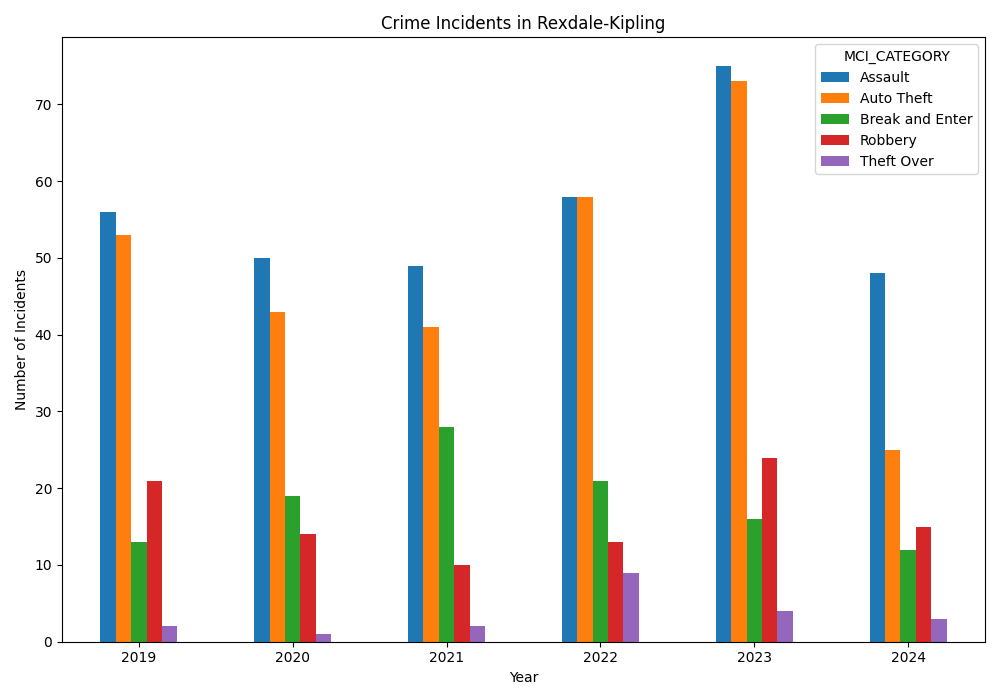 Crime Incidents in Rexdale-Kipling
MCI_CATEGORY
Assault
Auto Theft
Break and Enter
Robbery
Theft Over
Number of Incidents
70
60
50
40
30
20
10
0
2019 2020 2021 2022 2023 2024
Year